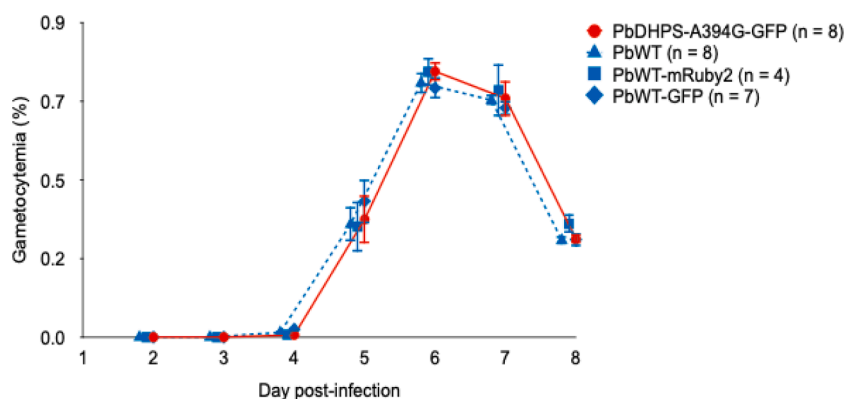 0.9
0.7
0.5
0.2
0.0
Gametocytemia (%)
1 2 3 4 5 6 7 8
Day post-infection
PbDHPS-A394G-GFP (n = 8)
PbWT (n = 8)
PbWT-mRuby2 (n = 4)
PbWT-GFP (n = 7)